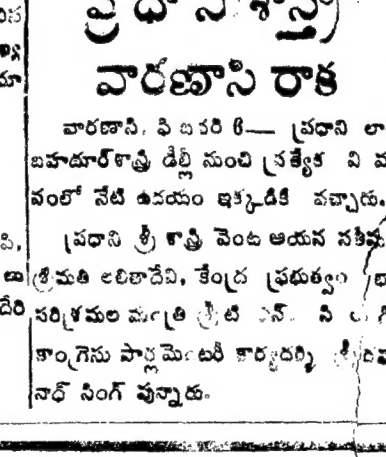 ప్రధాని శాస్త్రి
వారణాసి రాక
వారణాసి, ఫిబ్రవరి 6— ప్రధాని లా
బహదూర్‌శాస్త్రి ఢిల్లీ నుంచి ప్రత్యేక వి
నంలో నేటి ఉదయం ఇక్కడికి వచ్చారు.
ప్రధాని శ్రీ శాస్త్రి వెంట ఆయన సతీమ
శ్రీమతి లలితాదేవి, కేంద్ర ప్రభుత్వం
పరిశ్రమల మంత్రి శ్రీ టి ఎన్.
కాంగ్రెసు పార్లమెంటరీ కార్యదర్శి శ్రీ
నాధ్ సింగ్ వున్నారు.